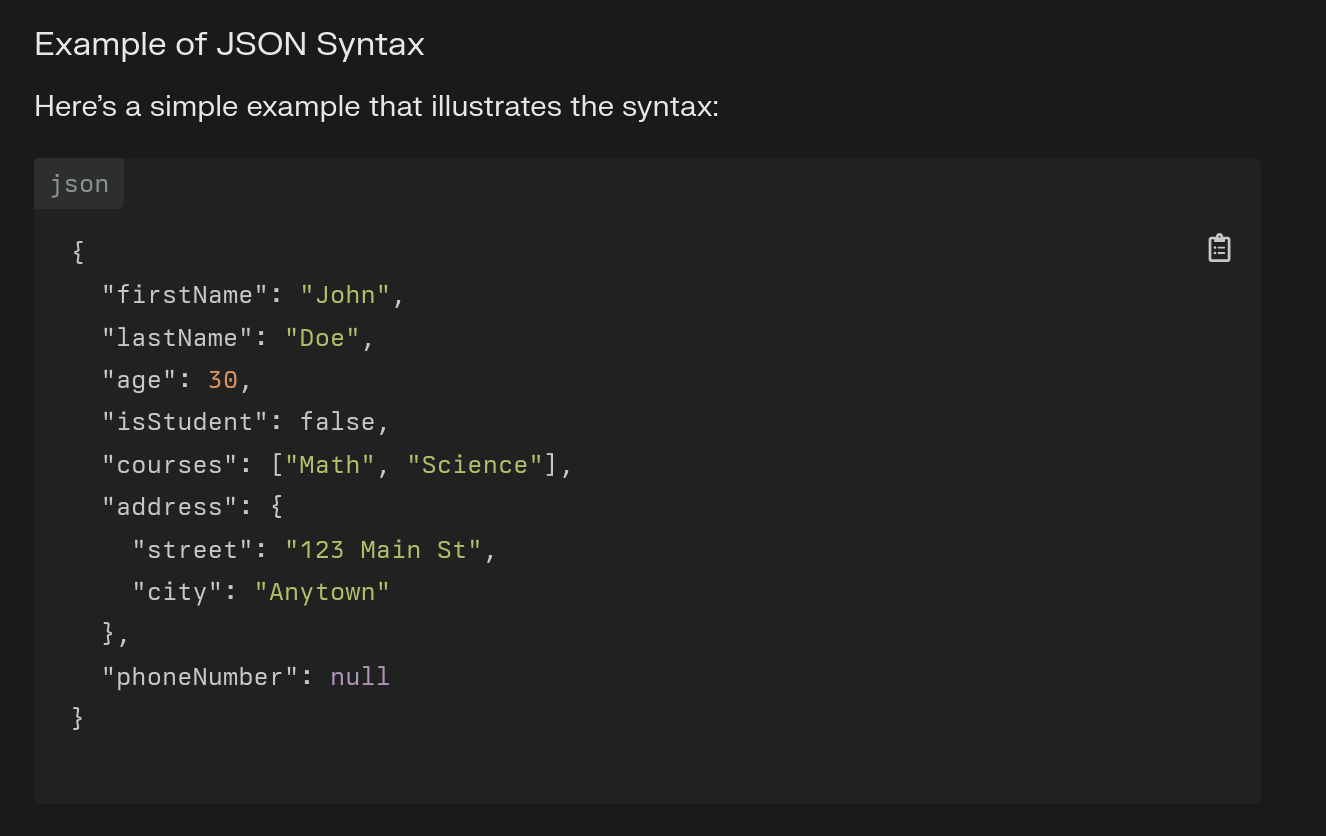 Example of JSON Syntax
Here’s a simple example that illustrates the syntax:
json
{
  "firstName": "John",
  "lastName": "Doe",
  "age": 30,
  "isStudent": false,
  "courses": ["Math", "Science"],
  "address": {
    "street": "123 Main St",
    "city": "Anytown"
  },
  "phoneNumber": null
}